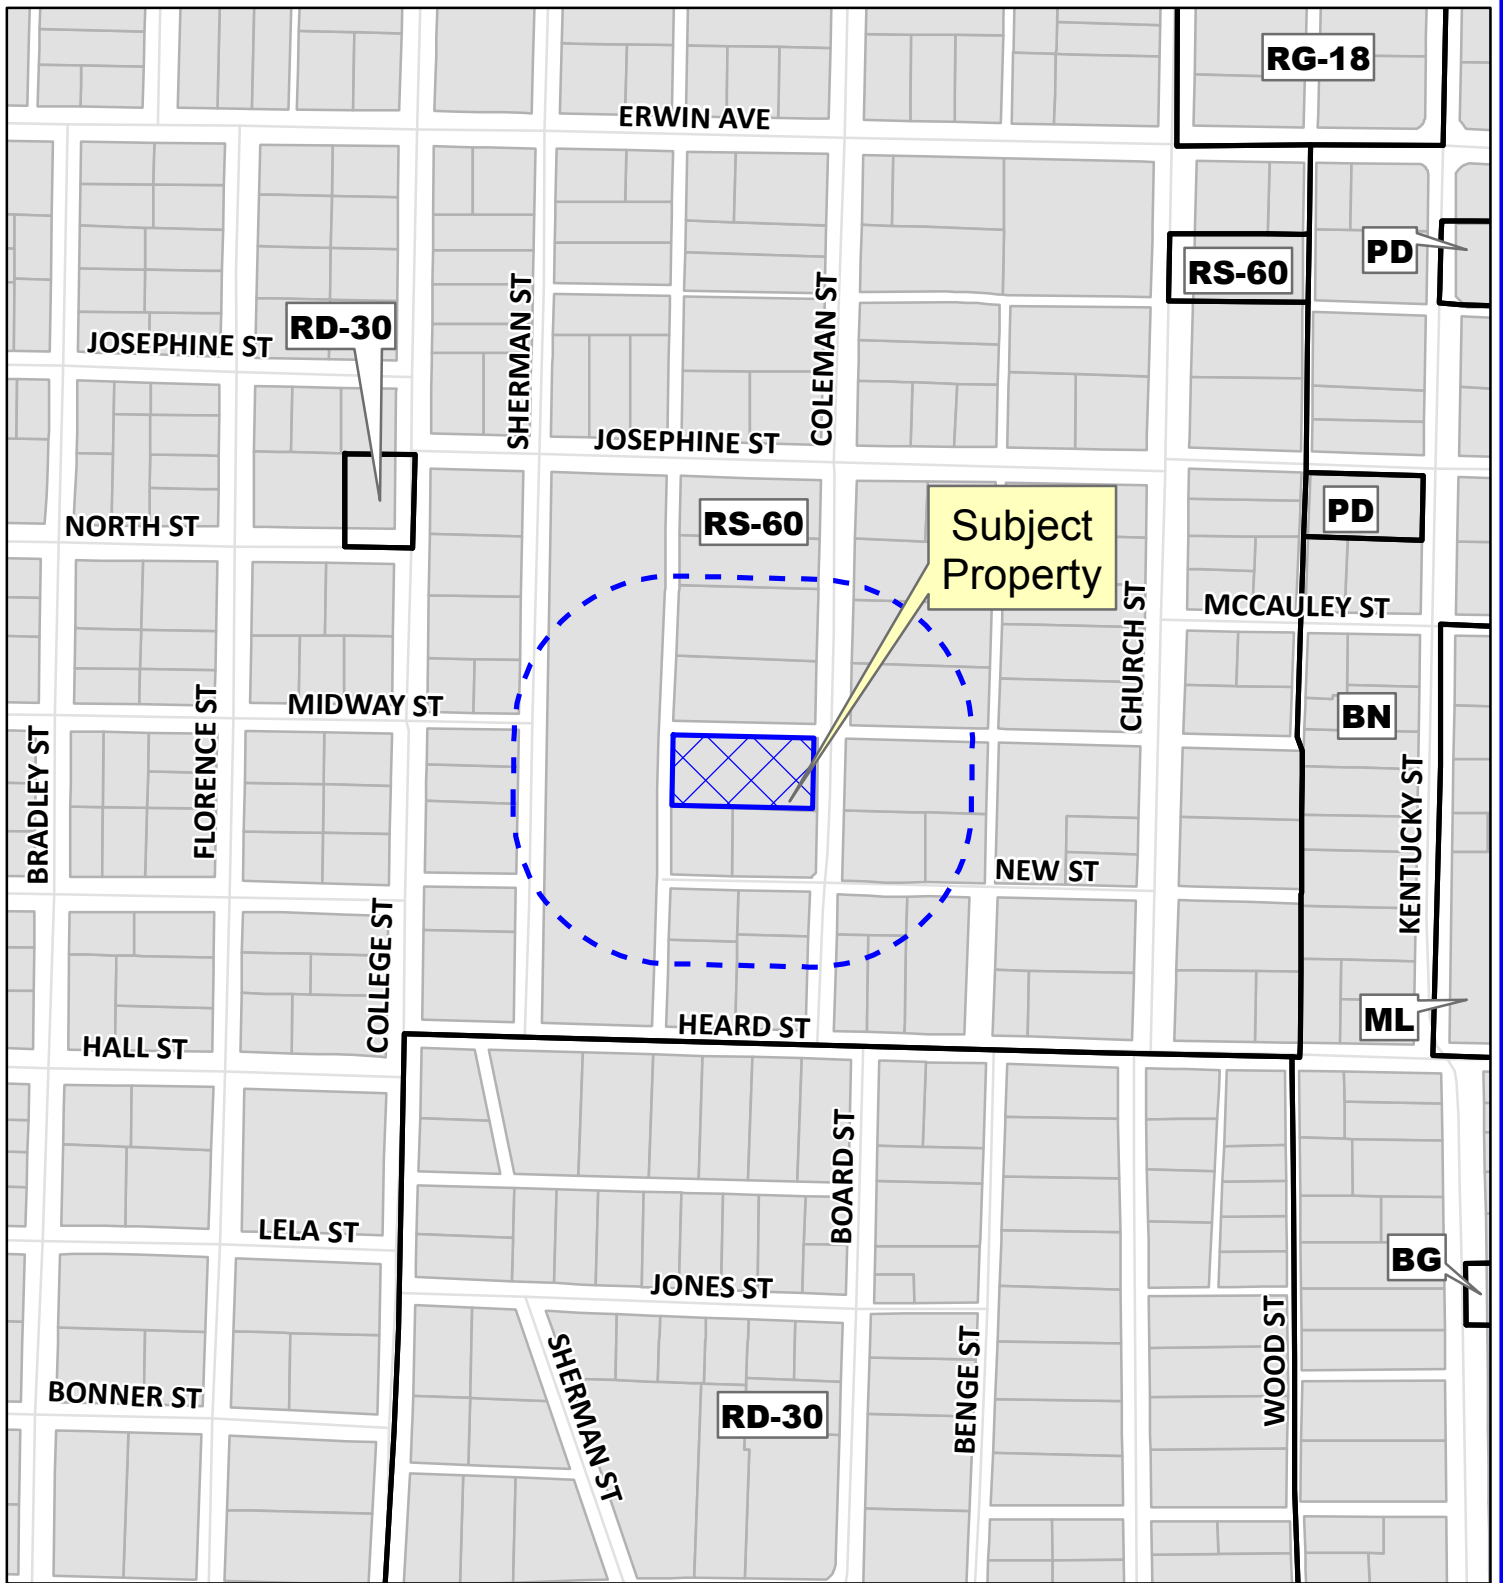 RG-18
ERWIN AVE
PD
RS-60
SHERMAN ST
COLEMAN ST
RD-30
JOSEPHINE ST
JOSEPHINE ST
RS-60
Subject
Property
PD
NORTH ST
CHURCH ST
MCCAULEY ST
MIDWAY ST
FLORENCE ST
BRADLEY ST
BN
KENTUCKY ST
NEW ST
COLLEGE ST
ML
HEARD ST
HALL ST
BOARD ST
LELA ST
BG
JONES ST
SHERMAN ST
BENGE ST
WOOD ST
BONNER ST
RD-30